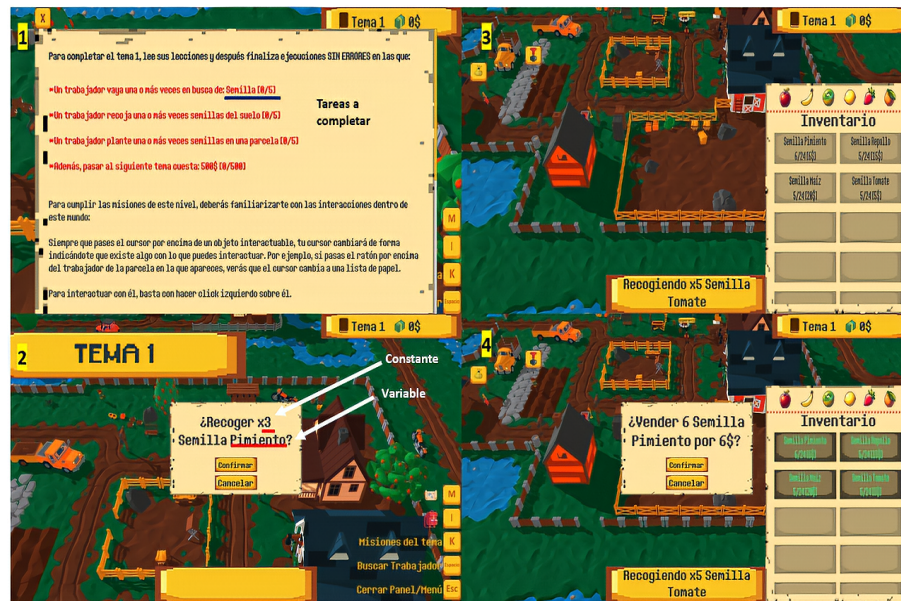 1
X
Tema 1 0$
Para completar el tema 1, lee sus lecciones y después finaliza ejecuciones SIN ERRORES en las que:
*Un trabajador vaya una o más veces en busca de: Semilla [0/5]
*Un trabajador recoja una o más veces semillas del suelo [0/5]
*Un trabajador plante una o más veces semillas en una parcela [0/5]
*Además, pasar al siguiente tema cuesta: 500$ [0/500]
Tareas a
completar
Para cumplir las misiones de este nivel, deberás familiarizarte con las interacciones dentro de
este mundo:
Siempre que pases el cursor por encima de un objeto interactuable, tu cursor cambiará de forma
indicándote que existe algo con lo que puedes interactuar. Por ejemplo, si pasas el ratón por encima
del trabajador de la parcela en la que apareces, verás que el cursor cambia a una lista de papel.
Para interactuar con él, basta con hacer click izquierdo sobre él.
M
I
K
3
Tema 1 0$
Inventario
Semilla Pimiento
6/24[6$]
Semilla Repollo
5/24[15$]
Semilla Maíz
5/24[20$]
Semilla Tomate
5/24[5$]
Recogiendo x5 Semilla
Tomate
2
TEMA 1
Tema 1 0$
Constante
Variable
¿Recoger x3
Semilla Pimiento?
Confirmar
Cancelar
M
I
Misiones del tema K
Buscar Trabajador
Cerrar Panel/Menú Esc
4
Tema 1 0$
¿Vender 6 Semilla
Pimiento por 6$?
Confirmar
Cancelar
Inventario
Semilla Pimiento
Semilla Repollo
Semilla Maíz
Semilla Tomate
Recogiendo x5 Semilla
Tomate